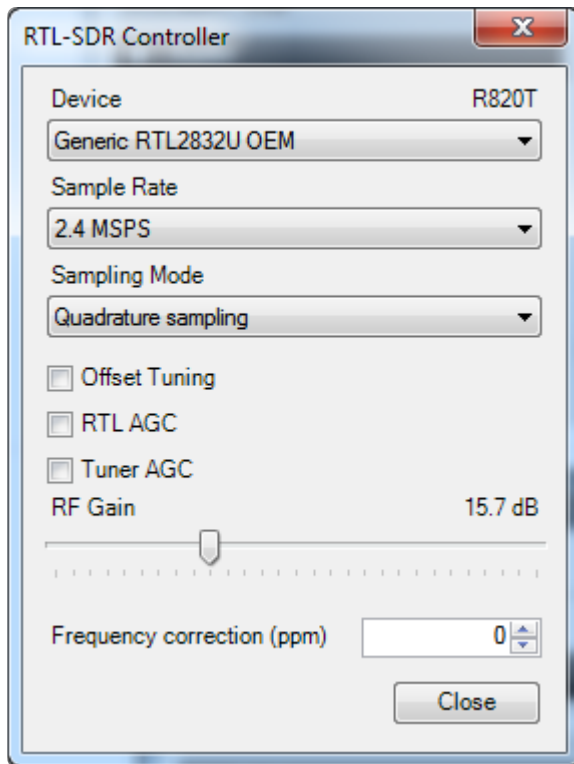 RTL-SDR Controller
Device R820T
Generic RTL2832U OEM
Sample Rate
2.4 MSPS
Sampling Mode
Quadrature sampling
Offset Tuning
RTL AGC
Tuner AGC
RF Gain 15.7 dB
Frequency correction (ppm) 0
Close